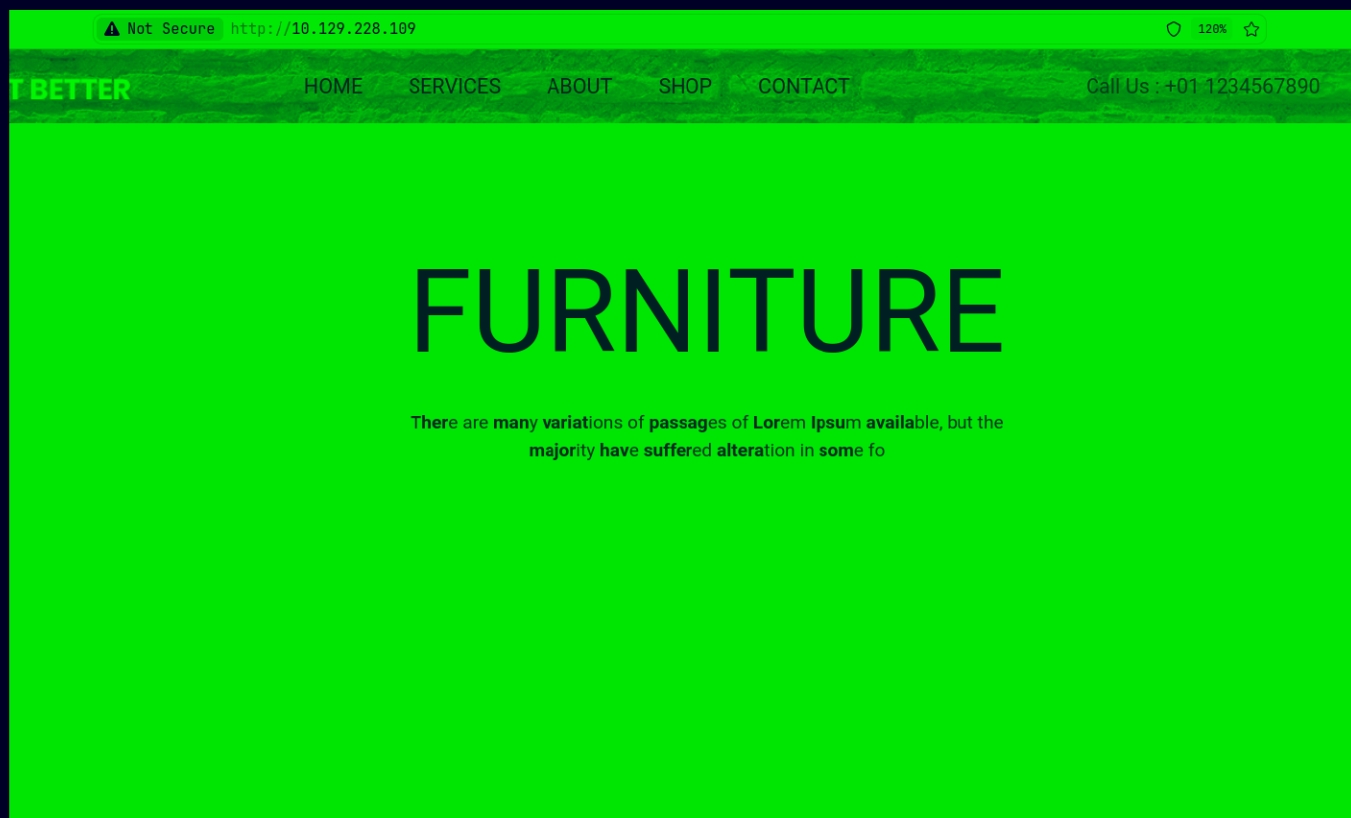 Not Secure http://10.129.228.109 120%
T BETTER HOME SERVICES ABOUT SHOP CONTACT Call Us : +01 1234567890
FURNITURE
There are many variations of passages of Lorem Ipsum available, but the
majority have suffered alteration in some fo